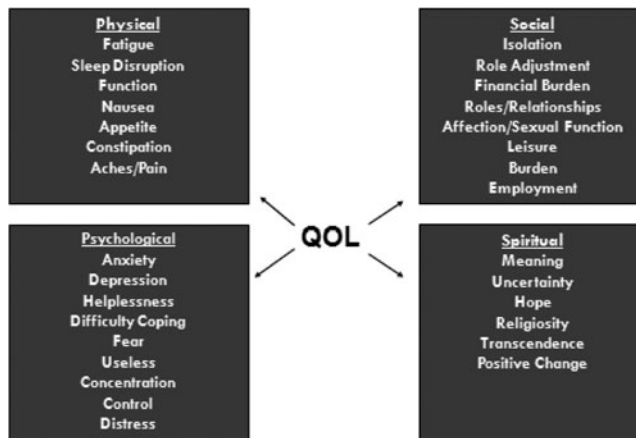 Physical
Fatigue
Sleep Disruption
Function
Nausea
Appetite
Constipation
Aches/Pain
Social
Isolation
Role Adjustment
Financial Burden
Roles/Relationships
Affection/Sexual Function
Leisure
Burden
Employment
QOL
Psychological
Anxiety
Depression
Helplessness
Difficulty Coping
Fear
Useless
Concentration
Control
Distress
Spiritual
Meaning
Uncertainty
Hope
Religiosity
Transcendence
Positive Change